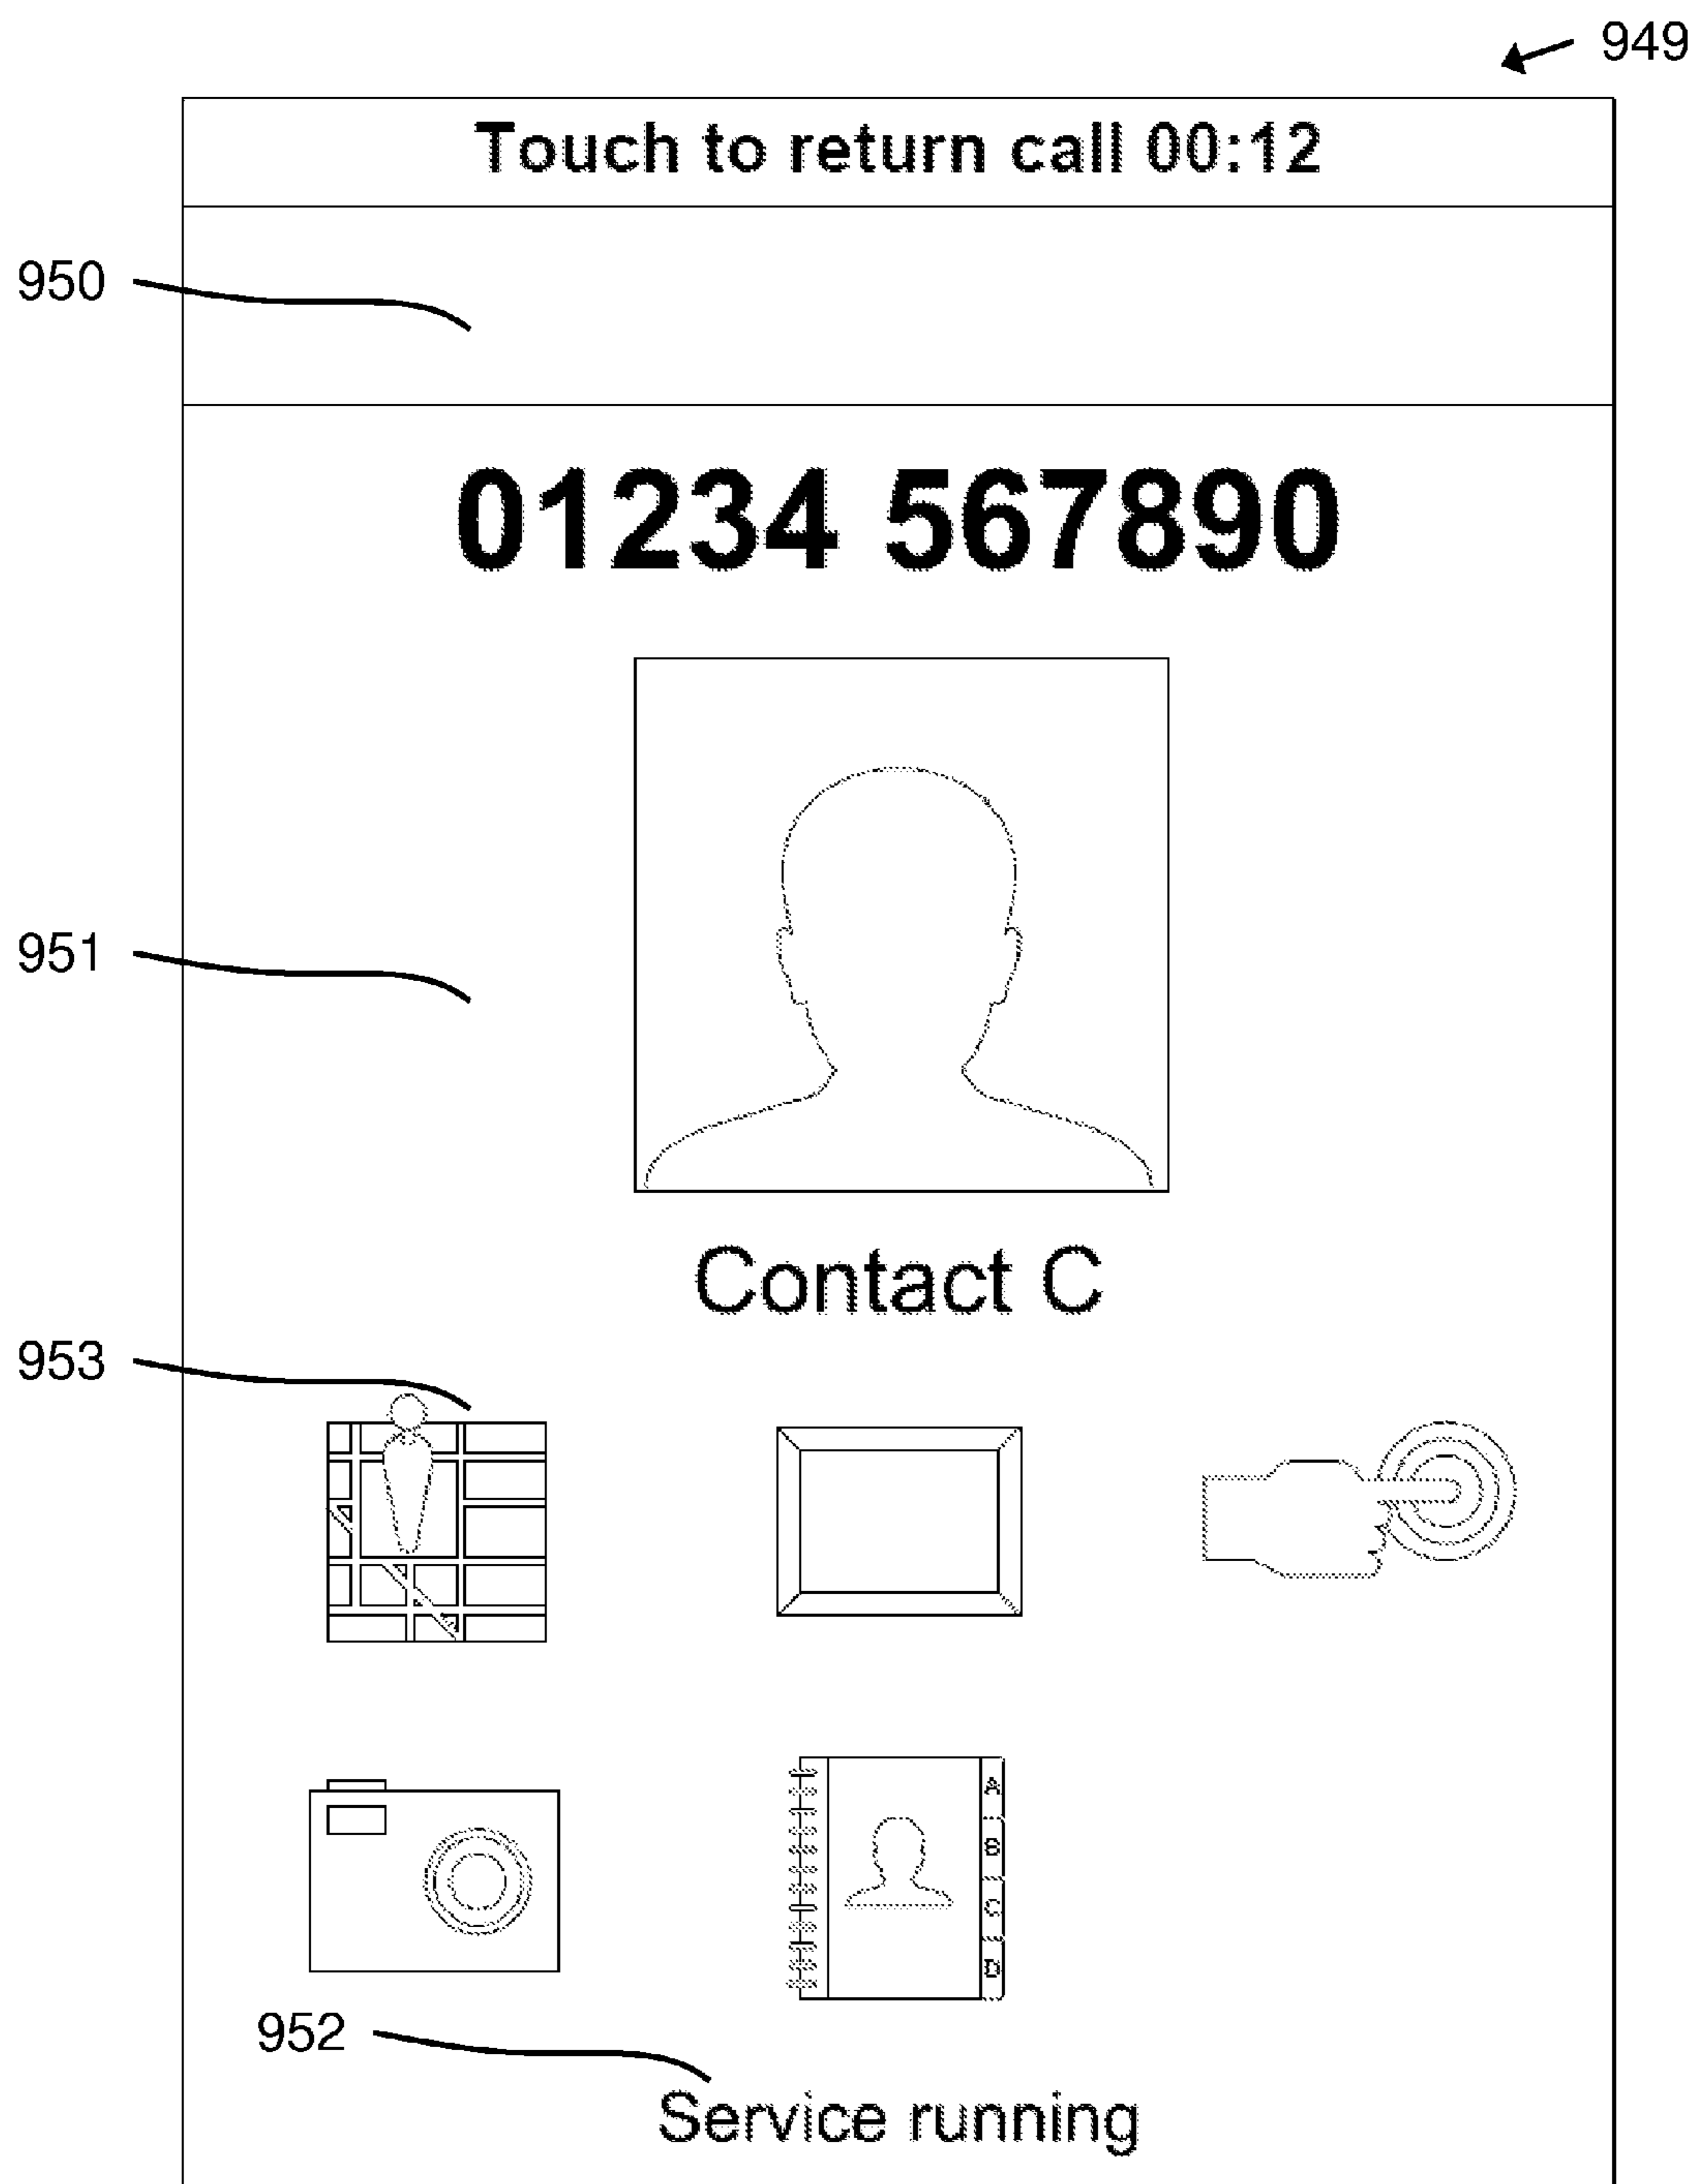 949
Touch to return call 00:12
950
01234 567890
951
Contact C
953
A
B
C
D
952
Service running